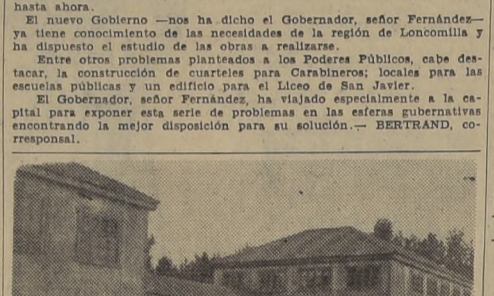 hasta ahora.
El nuevo Gobierno —nos ha dicho el Gobernador, señor Fernández—
ya tiene conocimiento de las necesidades de la región de Loncomilla y
ha dispuesto el estudio de las obras a realizarse.
Entre otros problemas planteados a los Poderes Públicos, cabe des-
tacar, la construcción de cuarteles para Carabineros; locales para las
escuelas públicas y un edificio para el Liceo de San Javier.
El Gobernador, señor Fernández, ha viajado especialmente a la ca-
pital para exponer esta serie de problemas en las esferas gubernativas
encontrando la mejor disposición para su solución.— BERTRAND, co-
rresponsal.